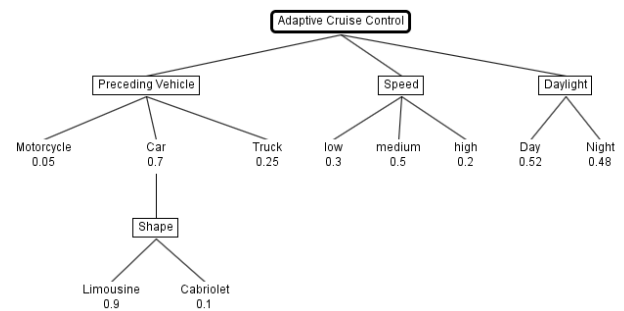 Adaptive Cruise Control
Preceding Vehicle Speed Daylight
Motorcycle Car Truck low medium high Day Night
0.05 0.7 0.25 0.3 0.5 0.2 0.52 0.48
Shape
Limousine Cabriolet
0.9 0.1